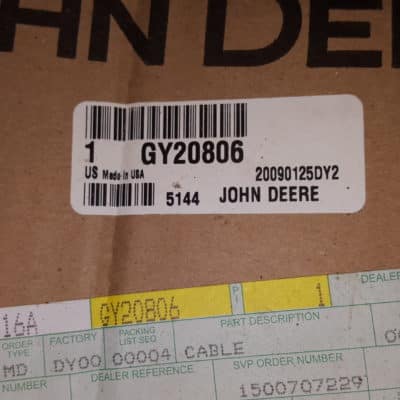 HN DE
1 GY20806
US Made in USA 20090125DY2
5144 JOHN DEERE
16A GY20806 P I 1 DEALE
ORDER TYPE FACTORY PACKING LIST SEQ PART DESCRIPTION
MD DY00 00004 CABLE
NUMBER DEALER REFERENCE SVP ORDER NUMBER
1500707229